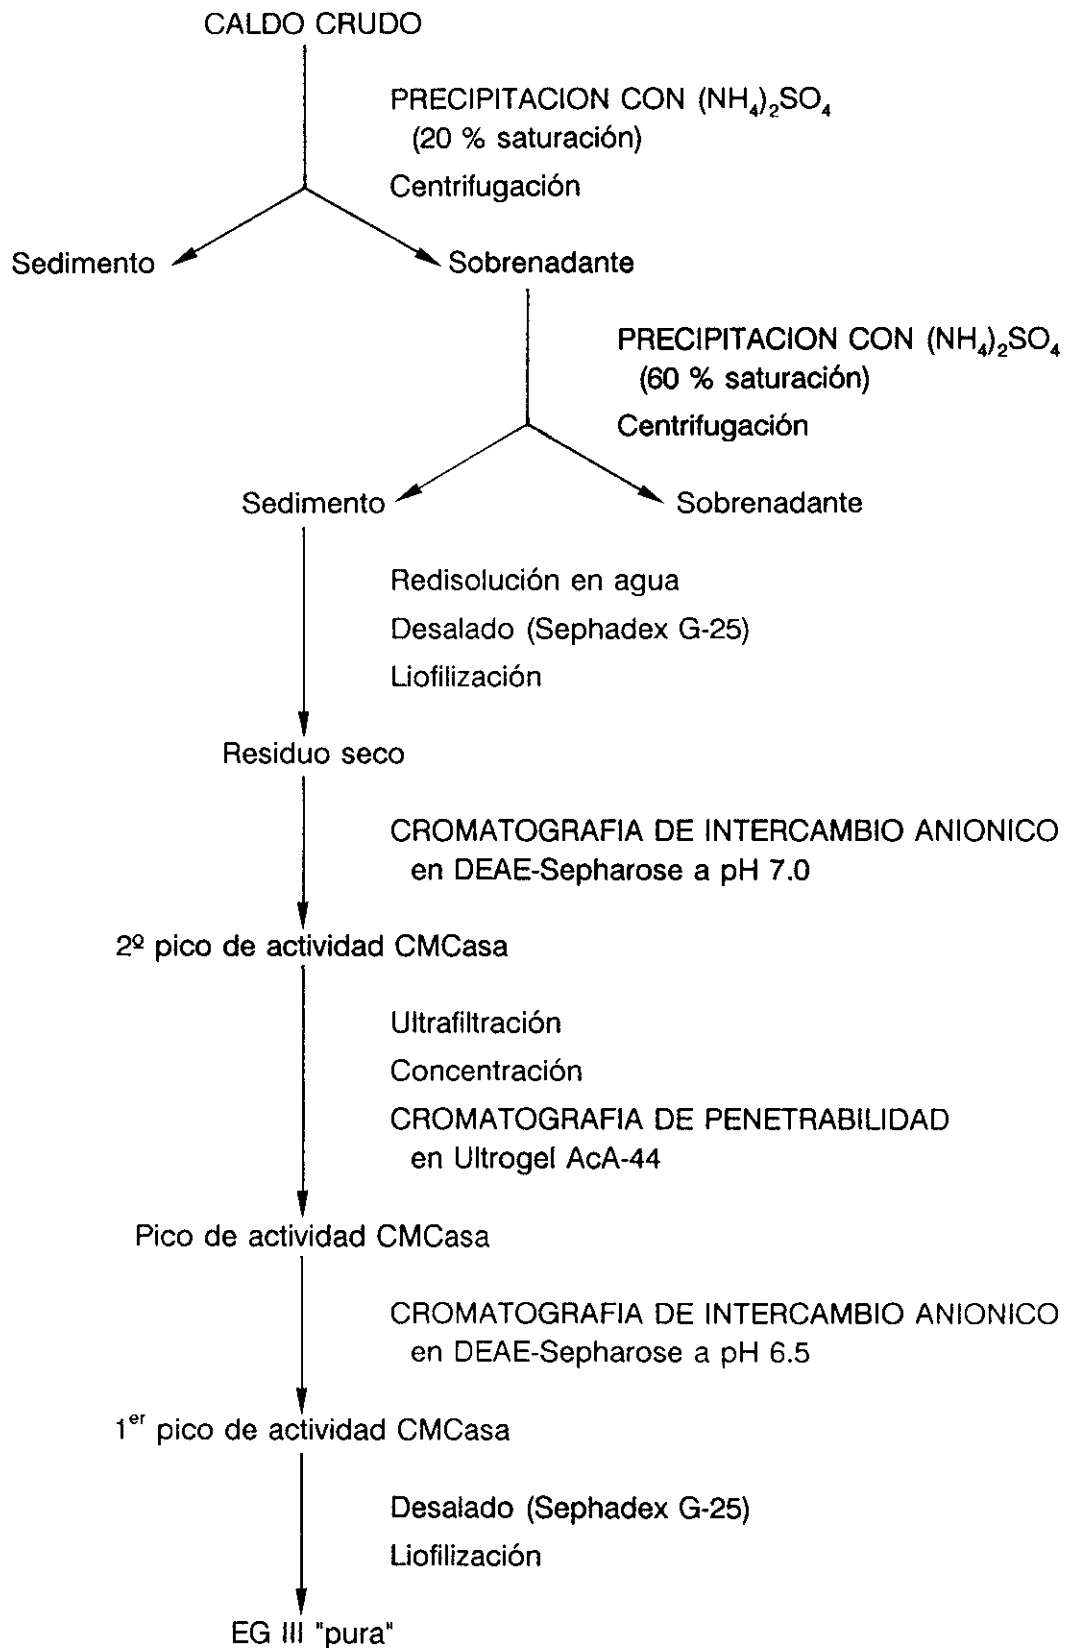 CALDO CRUDO
PRECIPITACION CON (NH₄)₂SO₄
(20 % saturación)
Centrifugación
Sedimento
Sobrenadante
PRECIPITACION CON (NH₄)₂SO₄
(60 % saturación)
Centrifugación
Sedimento
Sobrenadante
Redisolución en agua
Desalado (Sephadex G-25)
Liofilización
Residuo seco
CROMATOGRAFIA DE INTERCAMBIO ANIONICO
en DEAE-Sepharose a pH 7.0
2º pico de actividad CMCasa
Ultrafiltración
Concentración
CROMATOGRAFIA DE PENETRABILIDAD
en Ultrogel AcA-44
Pico de actividad CMCasa
CROMATOGRAFIA DE INTERCAMBIO ANIONICO
en DEAE-Sepharose a pH 6.5
1er pico de actividad CMCasa
Desalado (Sephadex G-25)
Liofilización
EG III "pura"